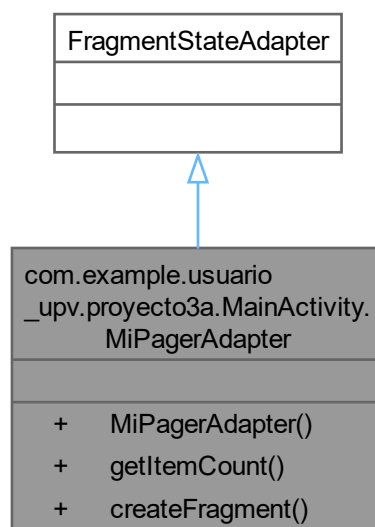 FragmentStateAdapter
com.example.usuario
_upv.proyecto3a.MainActivity.
MiPagerAdapter
+ MiPagerAdapter()
+ getItemCount()
+ createFragment()